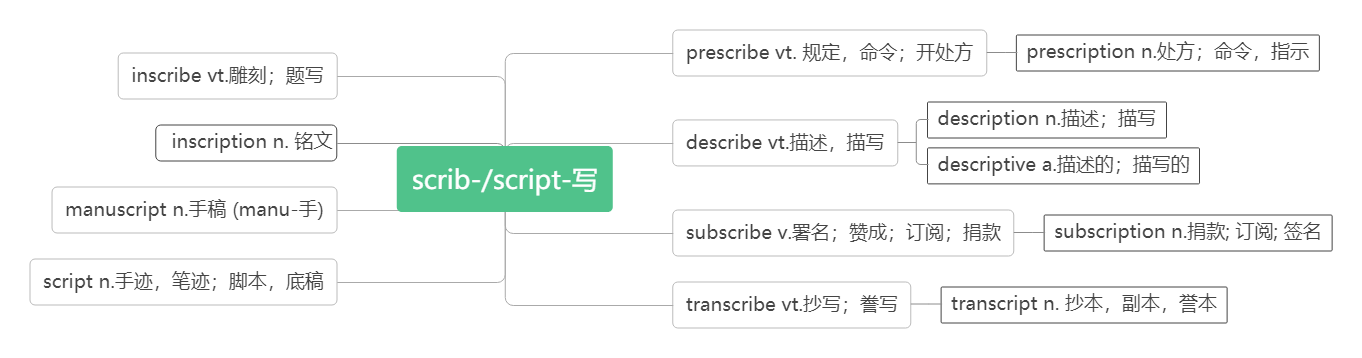 scrib-/script-写
inscribe vt.雕刻；题写
inscription n. 铭文
manuscript n.手稿 (manu-手)
script n.手迹，笔迹；脚本，底稿
prescribe vt. 规定，命令；开处方
prescription n.处方；命令，指示
describe vt.描述，描写
description n.描述；描写
descriptive a.描述的；描写的
subscribe v.署名；赞成；订阅；捐款
subscription n.捐款; 订阅; 签名
transcribe vt.抄写；誊写
transcript n. 抄本，副本，誉本